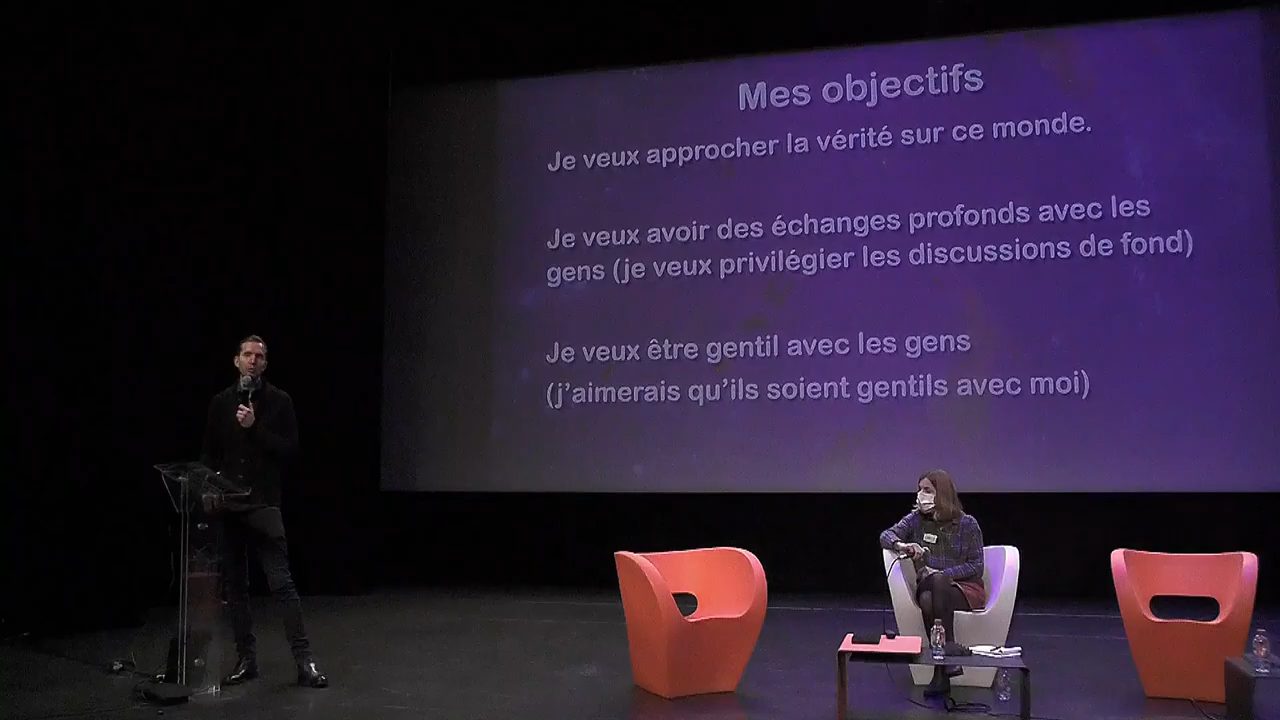 Mes objectifs
Je veux approcher la vérité sur ce monde.
Je veux avoir des échanges profonds avec les
gens (je veux privilégier les discussions de fond)
Je veux être gentil avec les gens
(j’aimerais qu’ils soient gentils avec moi)